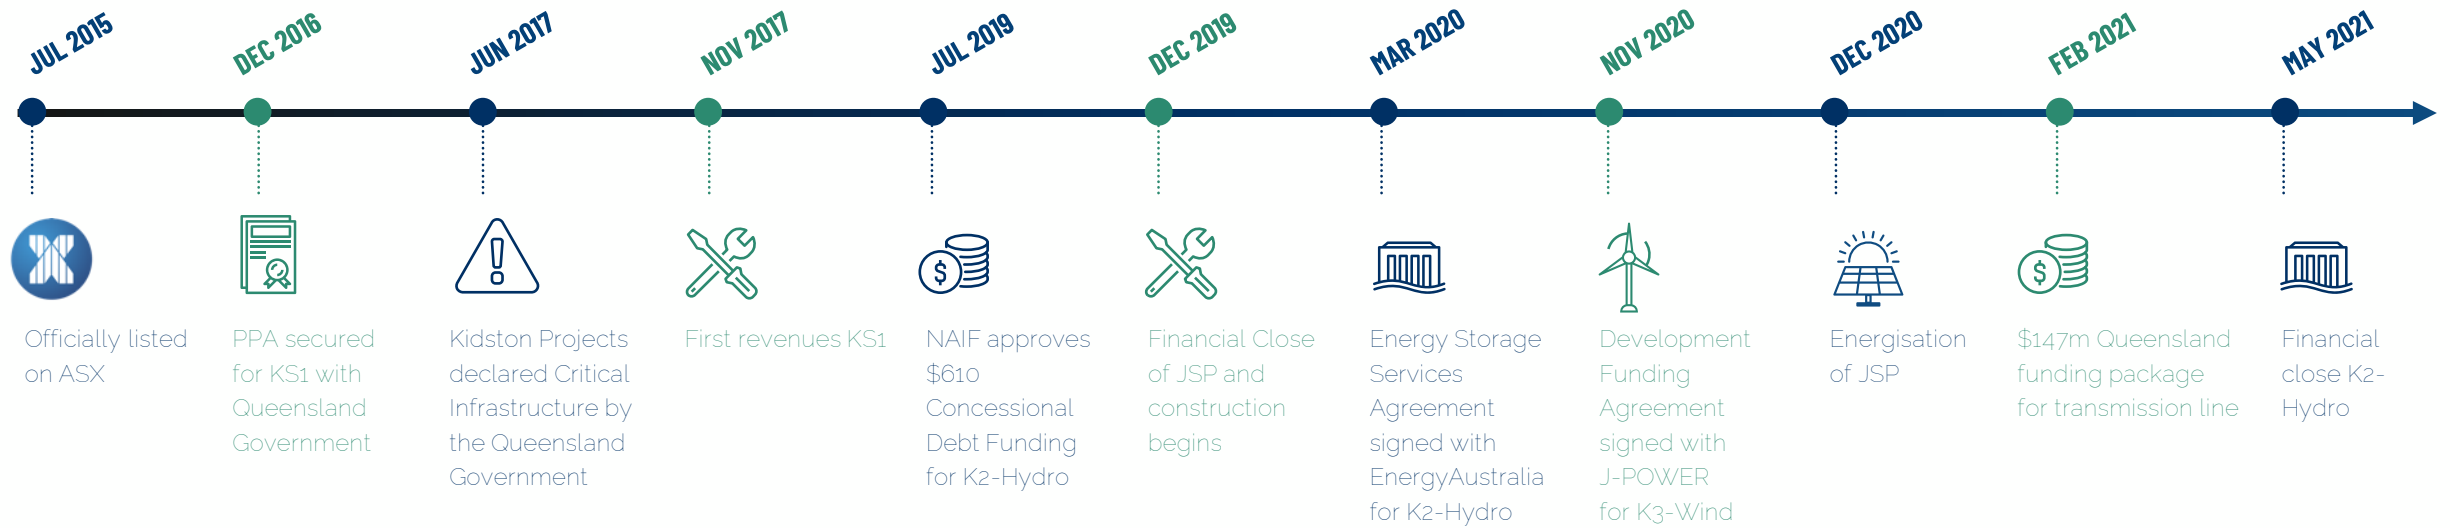 JUL 2015
DEC 2016
JUN 2017
NOV 2017
JUL 2019
DEC 2019
MAR 2020
NOV 2020
DEC 2020
FEB 2021
MAY 2021
Officially listed
on ASX
PPA secured
for KS1 with
Queensland
Government
Kidston Projects
declared Critical
Infrastructure by
the Queensland
Government
First revenues KS1
NAIF approves
$610
Concessional
Debt Funding
for K2-Hydro
Financial Close
of JSP and
construction
begins
Energy Storage
Services
Agreement
signed with
EnergyAustralia
for K2-Hydro
Development
Funding
Agreement
signed with
J-POWER
for K3-Wind
Energisation
of JSP
$147m Queensland
funding package
for transmission line
Financial
close K2-
Hydro